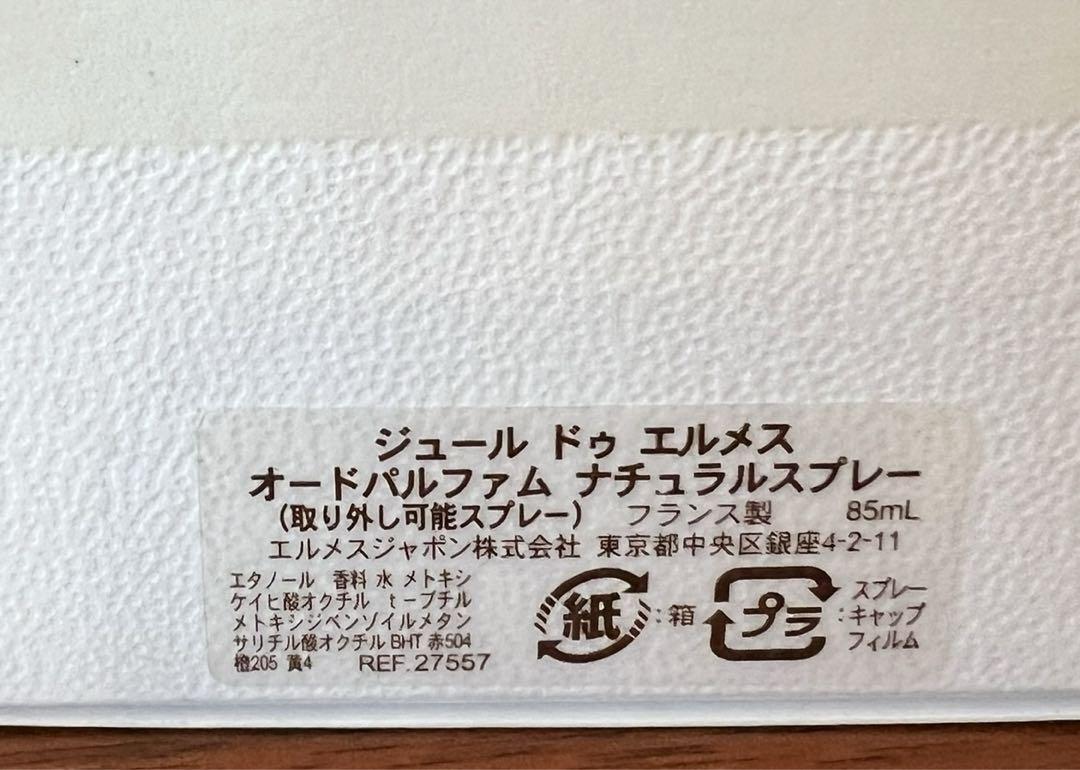 ジュール ドゥ エルメス
オードパルファム ナチュラルスプレー
（取り外し可能スプレー） フランス製 85mL
エルメスジャポン株式会社 東京都中央区銀座4-2-11
エタノール 香料 水 メトキシ
ケイヒ酸オクチル t－ブチル
メトキシジベンゾイルメタン
サリチル酸オクチル BHT 赤504
橙205 黄4 REF.27557
紙 : 箱
プラ : スプレー
キャップ
フィルム